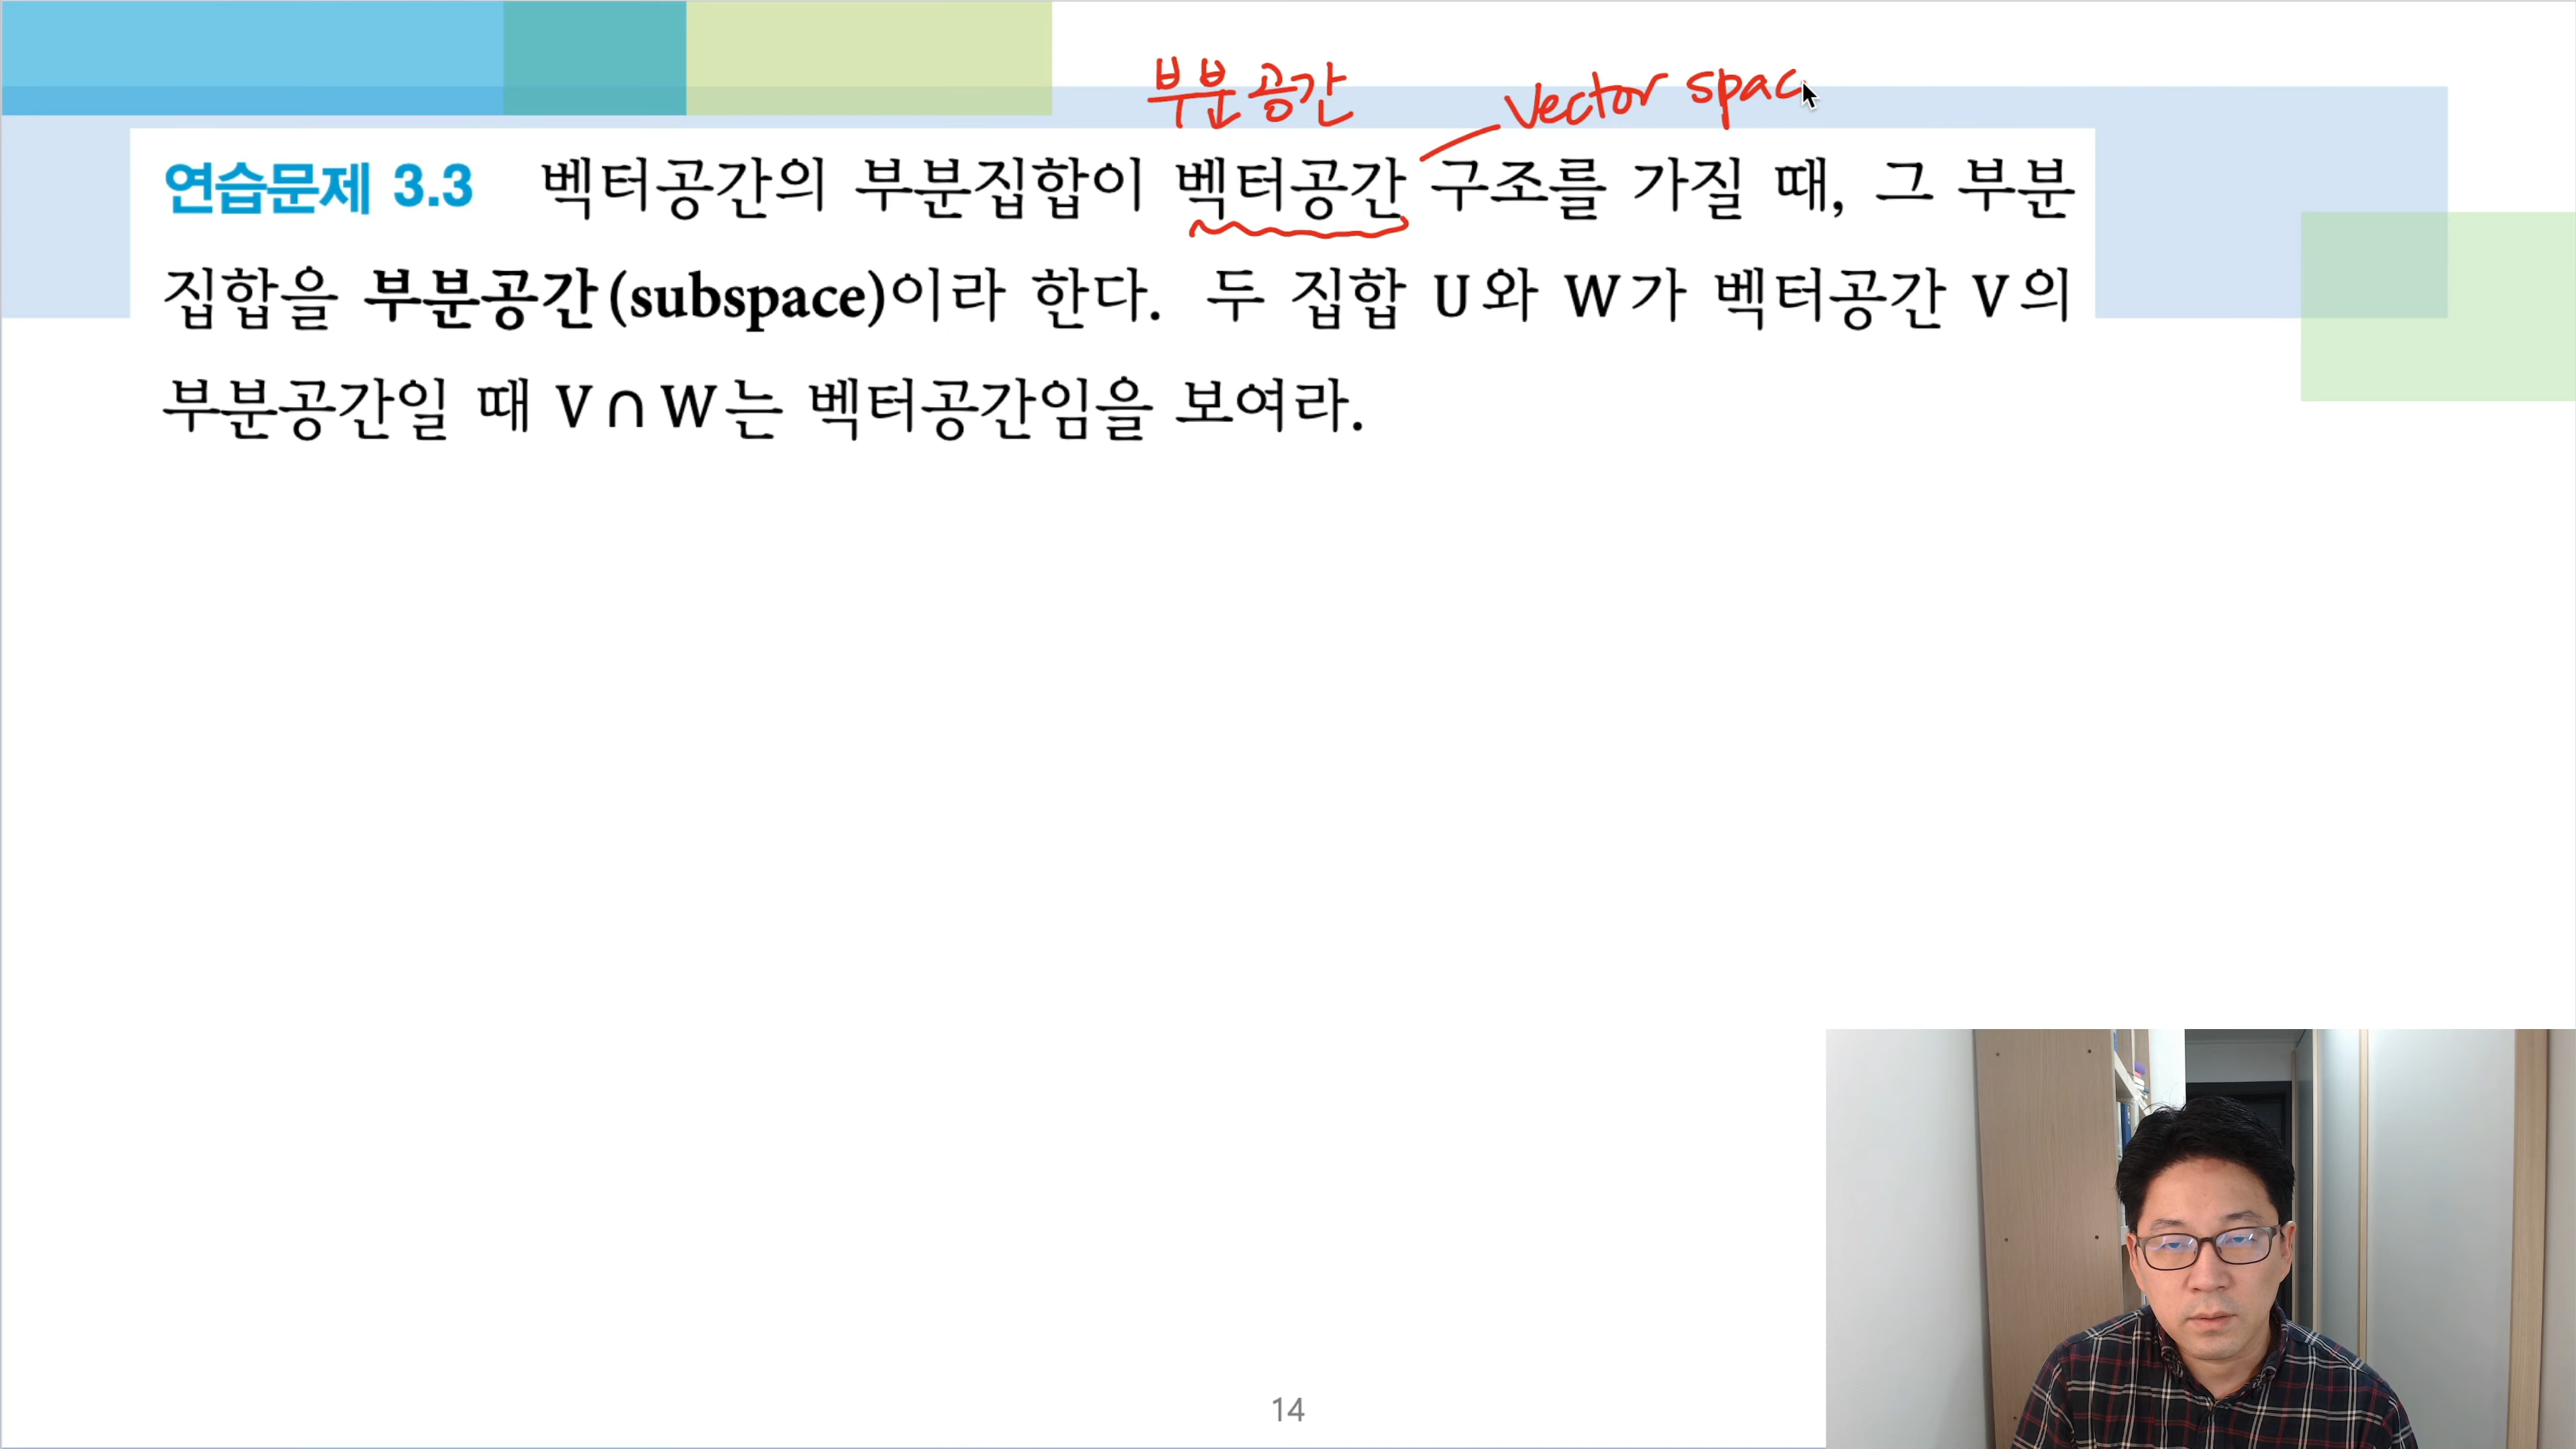 부분공간
vector spac
연습문제 3.3 벡터공간의 부분집합이 벡터공간 구조를 가질 때, 그 부분
집합을 부분공간(subspace)이라 한다. 두 집합 U와 W가 벡터공간 V의
부분공간일 때 V∩W는 벡터공간임을 보여라.
14